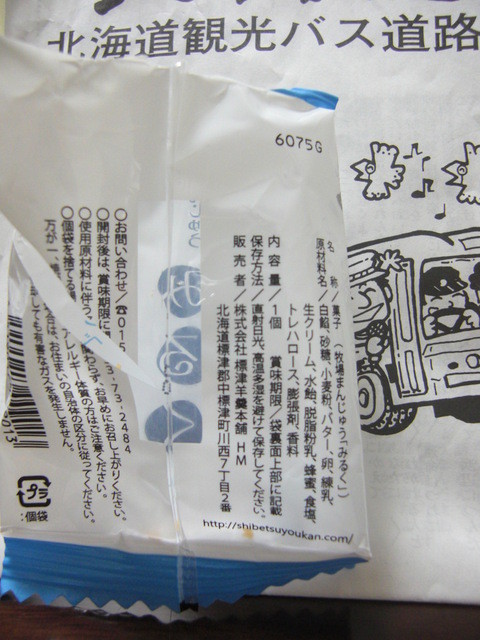 北海道観光バス道路
6075G
名　称／菓子　（牧場まんじゅう「みるく」）
原材料名／白餡、砂糖、小麦粉、バター、卵、練乳、
生クリーム、水飴、脱脂粉乳、蜂蜜、食塩、
トレハロース、膨張剤、香料
内容量／1個　賞味期限／袋裏面上部に記載
保存方法／直射日光、高温多湿を避けて保存してください。
販売者／株式会社 標津羊羹本舗 HM
北海道標津郡中標津町川西7丁目2番
http://shibetsuyoukan.com/
○お問い合わせ／☎015 3-73-2484
○開封後は、賞味期限に わらず、お早めにお召し上がりください。
○使用原材料に伴う、アレルギー体質の方はご注意ください。
○個袋を捨てる場合は、お住まいの自治体の区分に従ってください。
万が一、 しても有害なガスを発生しません。
プラ
：個袋